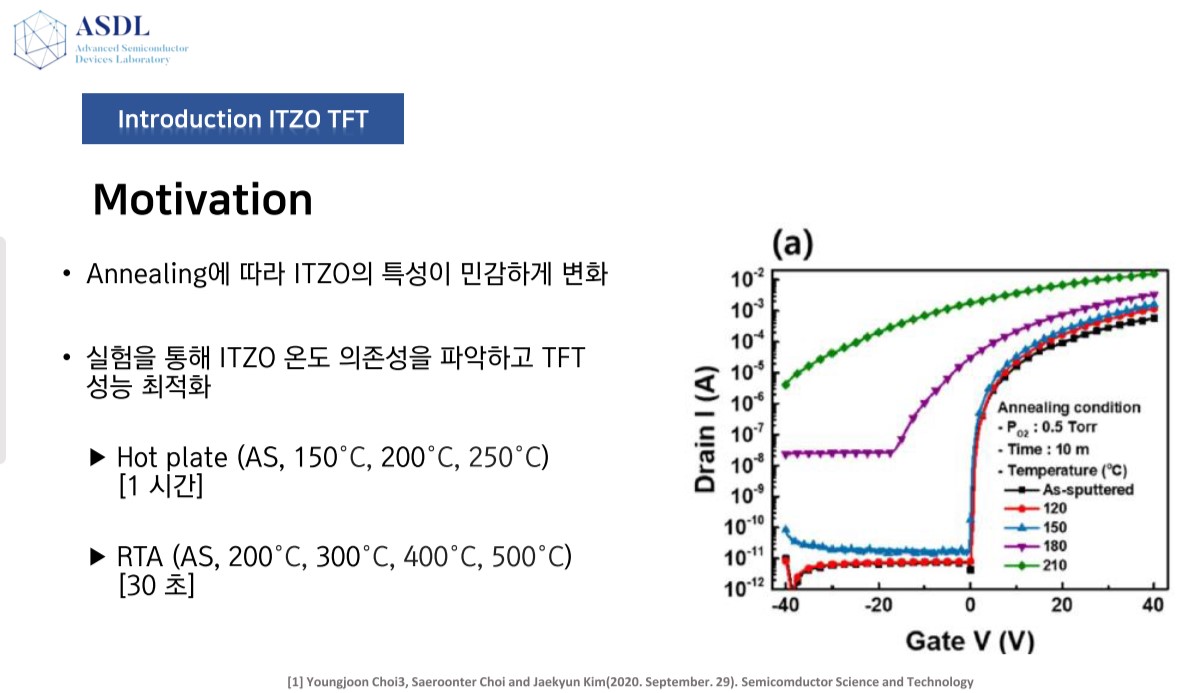 ASDL
Advanced Semiconductor
Devices Laboratory
Introduction ITZO TFT
Motivation
• Annealing에 따라 ITZO의 특성이 민감하게 변화
• 실험을 통해 ITZO 온도 의존성을 파악하고 TFT
성능 최적화
▶ Hot plate (AS, 150°C, 200°C, 250°C)
[1 시간]
▶ RTA (AS, 200°C, 300°C, 400°C, 500°C)
[30 초]
(a)
Drain I (A)
10⁻²
10⁻³
10⁻⁴
10⁻⁵
10⁻⁶
10⁻⁷
10⁻⁸
10⁻⁹
10⁻¹⁰
10⁻¹¹
10⁻¹²
Annealing condition
- P_O2 : 0.5 Torr
- Time : 10 m
- Temperature (°C)
As-sputtered
120
150
180
210
-40 -20 0 20 40
Gate V (V)
[1] Youngjoon Choi3, Saeroonter Choi and Jaekyun Kim(2020. September. 29). Semicomductor Science and Technology